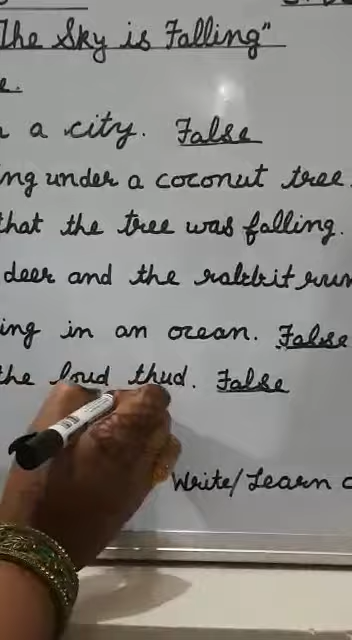 The Sky is Falling"
e.
a city. False
ng under a coconut tree.
that the tree was falling.
deer and the rabbit run
ing in an ocean. False
the loud thud. False
Write/Learn